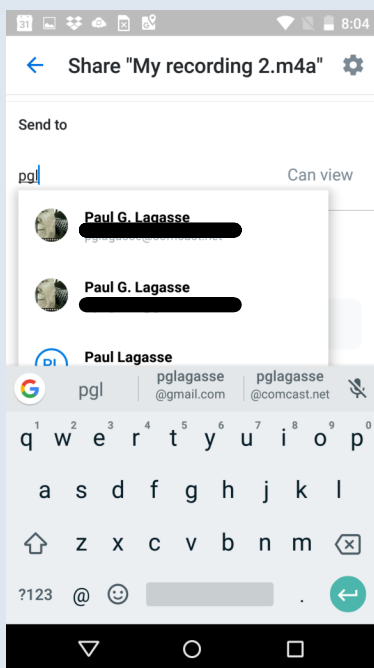 31 8:04
Share "My recording 2.m4a"
Send to
pgl Can view
Paul G. Lagasse
Paul G. Lagasse
PL Paul Lagasse
G pgl pglagasse @gmail.com pglagasse @comcast.net
1 2 3 4 5 6 7 8 9 0
q w e r t y u i o p
a s d f g h j k l
z x c v b n m
?123 @ .